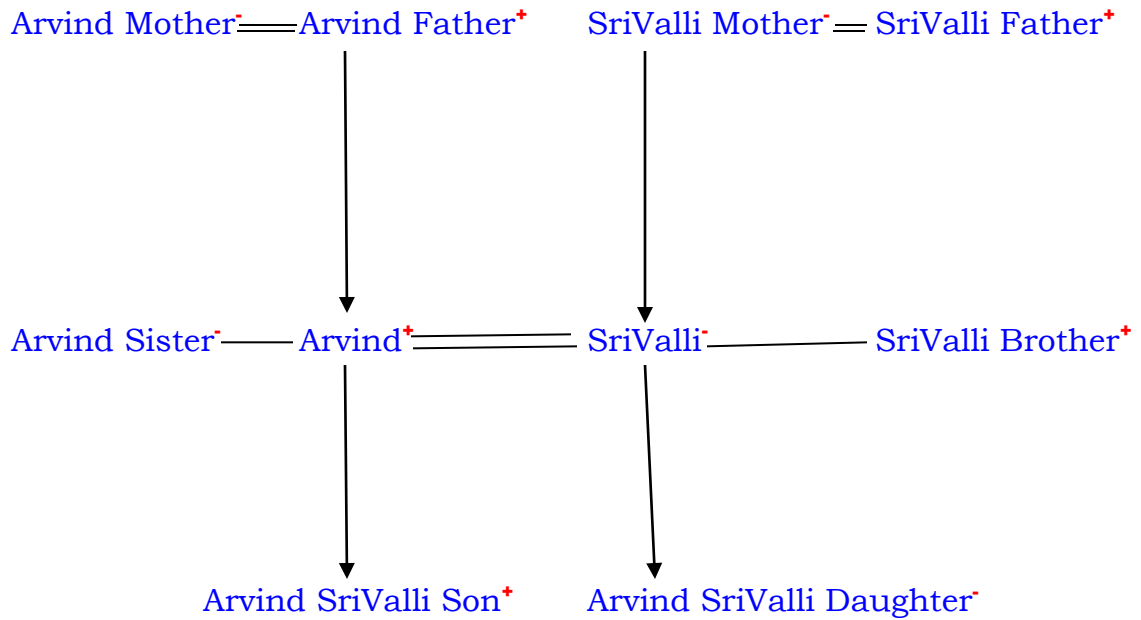 Arvind Mother- Arvind Father+ SriValli Mother- SriValli Father+
Arvind Sister- Arvind+ SriValli- SriValli Brother+
Arvind SriValli Son+ Arvind SriValli Daughter-